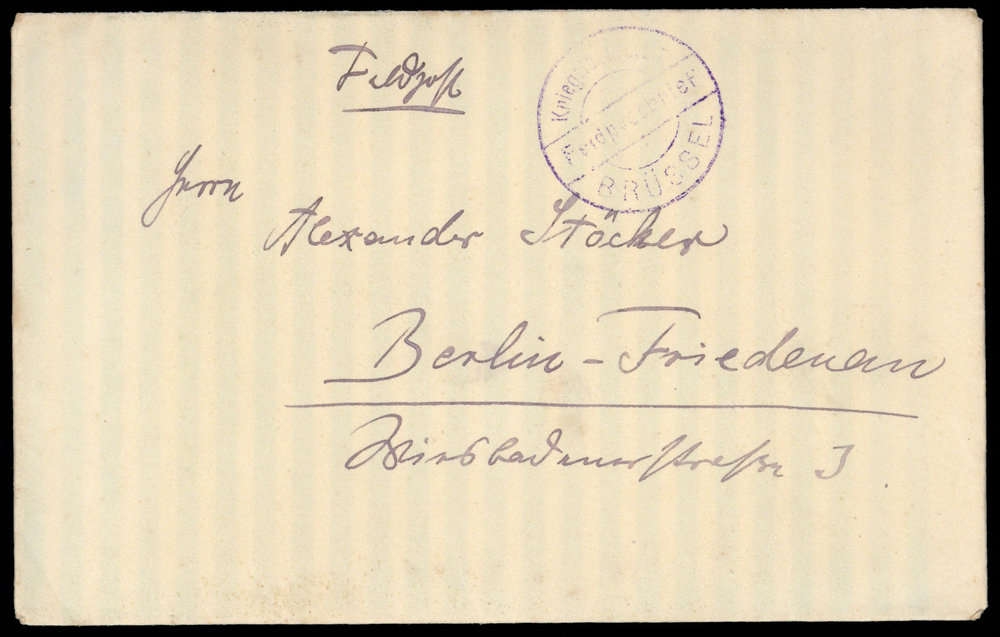 Feldpost
Kriegs
Feldpostbrief
BRÜSSEL
Herrn
Alexander Stöcker
Berlin - Friedenau
Wiesbadenerstraße 3